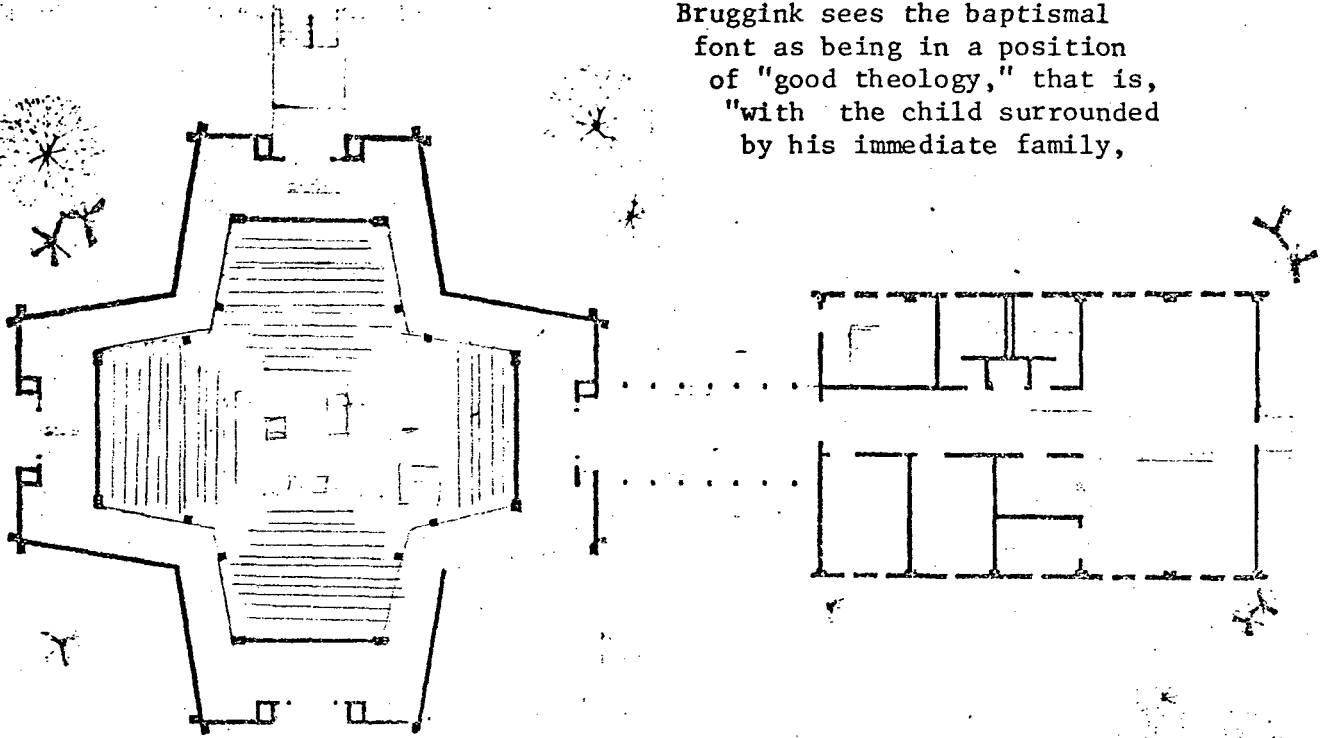 Bruggink sees the baptismal
font as being in a position
of "good theology," that is,
"with the child surrounded
by his immediate family,